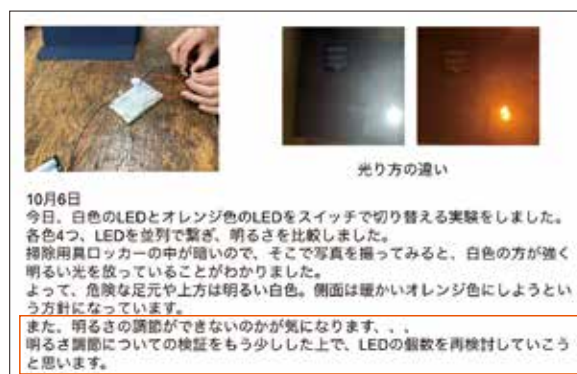 光り方の違い
10月6日
今日、白色のLEDとオレンジ色のLEDをスイッチで切り替える実験をしました。
各色4つ、LEDを並列で繋ぎ、明るさを比較しました。
掃除用具ロッカーの中が暗いので、そこで写真を撮ってみると、白色の方が強く
明るい光を放っていることがわかりました。
よって、危険な足元や上方は明るい白色。側面は暖かいオレンジ色にしようとい
う方針になっています。
また、明るさの調節ができないのかが気になります、、、
明るさ調節についての検証をもう少しした上で、LEDの個数を再検討していこう
と思います。